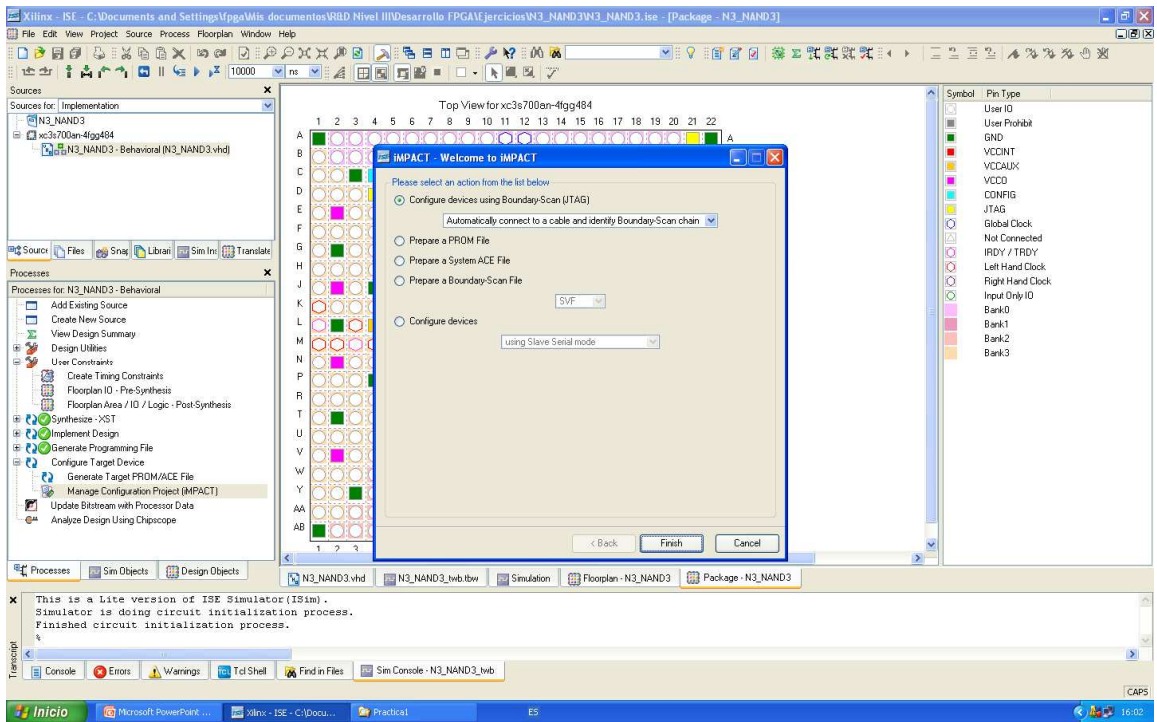 Xilinx - ISE - C:\Documents and Settings\fpga\Mis documentos\R&D Nivel III\Desarrollo FPGA\Ejercicios\N3_NAND3\N3_NAND3.ise - [Package - N3_NAND3]
File Edit View Project Source Process Floorplan Window Help
10000 ns
Sources
Sources for: Implementation
N3_NAND3
xc3s700an-4fgg484
N3_NAND3 - Behavioral (N3_NAND3.vhd)
Source Files Snap Librari Sim Ins Translate
Processes
Processes for: N3_NAND3 - Behavioral
Add Existing Source
Create New Source
View Design Summary
Design Utilities
User Constraints
Create Timing Constraints
Floorplan IO - Pre-Synthesis
Floorplan Area / IO / Logic - Post-Synthesis
Synthesize - XST
Implement Design
Generate Programming File
Configure Target Device
Generate Target PROM/ACE File
Manage Configuration Project (iMPACT)
Update Bitstream with Processor Data
Analyze Design Using Chipscope
Processes Sim Objects Design Objects
Top View for xc3s700an-4fgg484
1 2 3 4 5 6 7 8 9 10 11 12 13 14 15 16 17 18 19 20 21 22
A A
B
C
D
E
F
G
H
J
K
L
M
N
P
R
T
U
V
W
Y
AA
AB
1 2 3
iMPACT - Welcome to iMPACT
Please select an action from the list below
Configure devices using Boundary-Scan (JTAG)
Automatically connect to a cable and identify Boundary-Scan chain
Prepare a PROM File
Prepare a System ACE File
Prepare a Boundary-Scan File
SVF
Configure devices
using Slave Serial mode
< Back Finish Cancel
Symbol Pin Type
User IO
User Prohibit
GND
VCCINT
VCCAUX
VCCO
CONFIG
JTAG
Global Clock
Not Connected
IRDY / TRDY
Left Hand Clock
Right Hand Clock
Input Only IO
Bank0
Bank1
Bank2
Bank3
N3_NAND3.vhd N3_NAND3_twb.tbw Simulation Floorplan - N3_NAND3 Package - N3_NAND3
This is a Lite version of ISE Simulator(ISim).
Simulator is doing circuit initialization process.
Finished circuit initialization process.
%
Transcript
Console Errors Warnings Tcl Shell Find in Files Sim Console - N3_NAND3_twb
CAPS
Inicio Microsoft PowerPoint ... Xilinx - ISE - C:\Docu... Practica1 ES 16:02